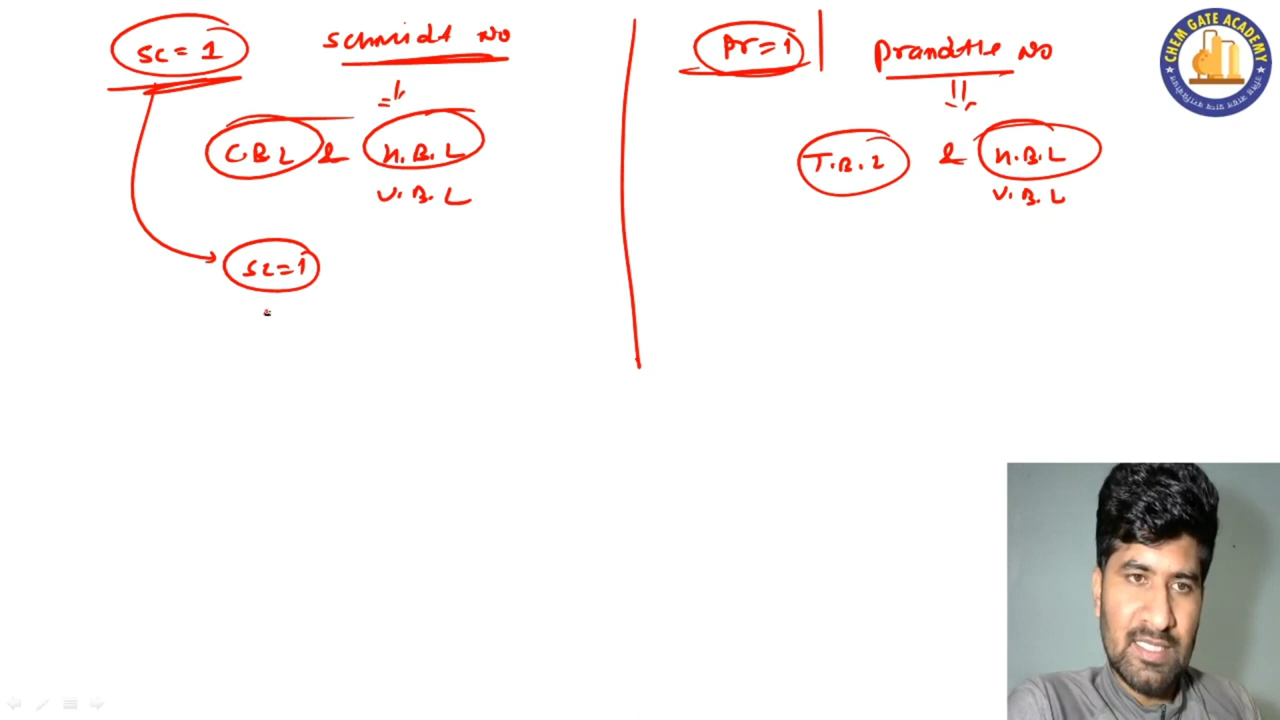 Sc = 1
Schmidt No
C.B.L & H.B.L
V.B.L
Sc=1
Pr=1
Prandtle No
T.B.L & H.B.L
V.B.L
CHEM GATE ACADEMY